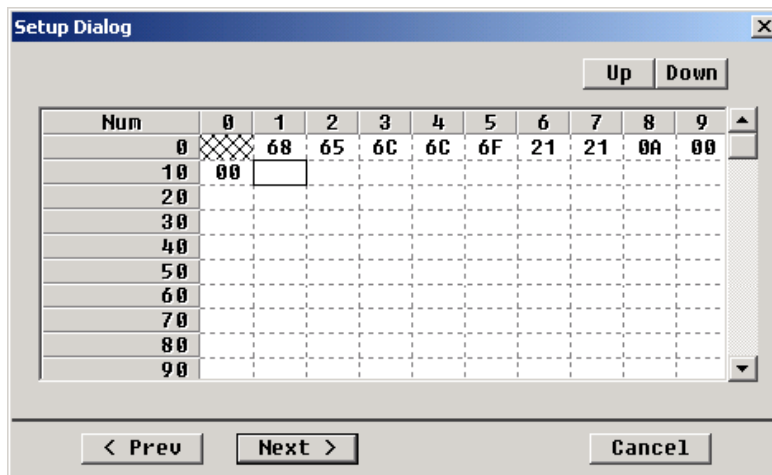 Setup Dialog
Up Down
Num 0 1 2 3 4 5 6 7 8 9
0 68 65 6C 6C 6F 21 21 0A 00
10 00
20
30
40
50
60
70
80
90
< Prev Next > Cancel